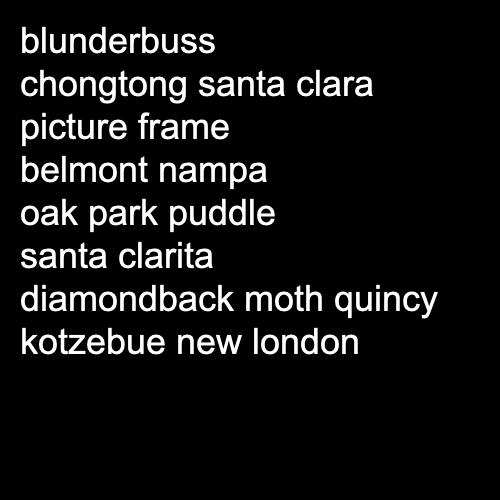 blunderbuss
chongtong santa clara
picture frame
belmont nampa
oak park puddle
santa clarita
diamondback moth quincy
kotzebue new london